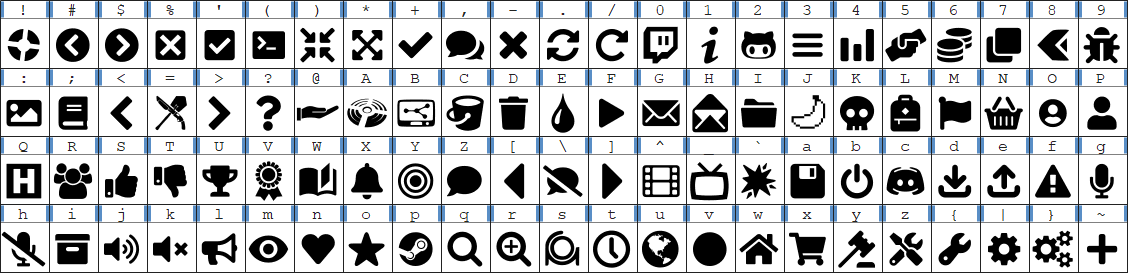 ! # $ % ' ( ) * + , - . / 0 1 2 3 4 5 6 7 8 9
: ; < = > ? @ A B C D E F G H I J K L M N O P
Q R S T U V W X Y Z [ \ ] ^ ` a b c d e f g
h i j k l m n o p q r s t u v w x y z { | } ~